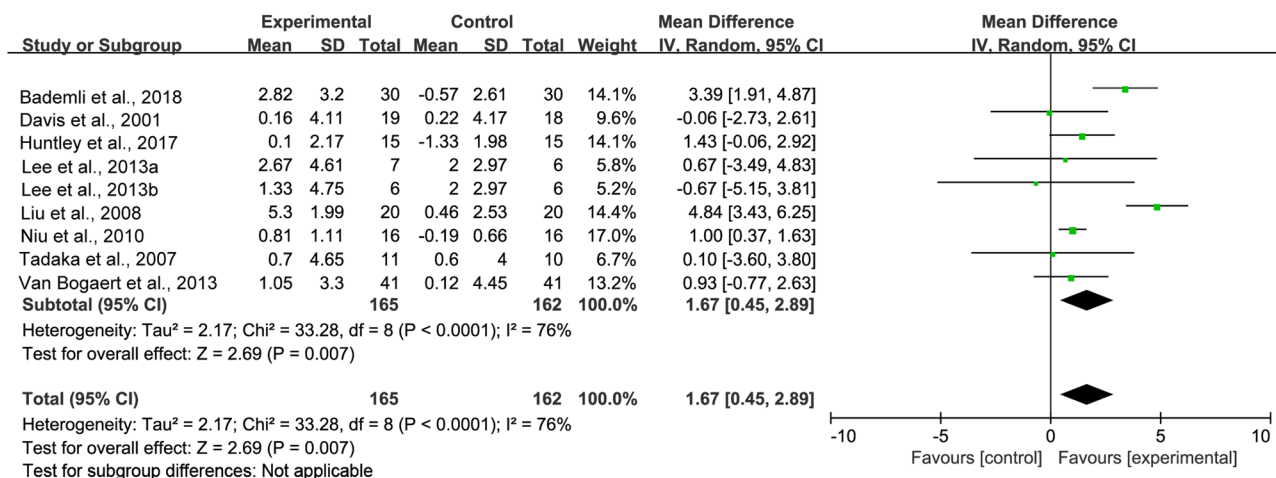 Experimental Control Mean Difference Mean Difference
Study or Subgroup Mean SD Total Mean SD Total Weight IV, Random, 95% CI IV, Random, 95% CI
Bademli et al., 2018 2.82 3.2 30 -0.57 2.61 30 14.1% 3.39 [1.91, 4.87]
Davis et al., 2001 0.16 4.11 19 0.22 4.17 18 9.6% -0.06 [-2.73, 2.61]
Huntley et al., 2017 0.1 2.17 15 -1.33 1.98 15 14.1% 1.43 [-0.06, 2.92]
Lee et al., 2013a 2.67 4.61 7 2 2.97 6 5.8% 0.67 [-3.49, 4.83]
Lee et al., 2013b 1.33 4.75 6 2 2.97 6 5.2% -0.67 [-5.15, 3.81]
Liu et al., 2008 5.3 1.99 20 0.46 2.53 20 14.4% 4.84 [3.43, 6.25]
Niu et al., 2010 0.81 1.11 16 -0.19 0.66 16 17.0% 1.00 [0.37, 1.63]
Tadaka et al., 2007 0.7 4.65 11 0.6 4 10 6.7% 0.10 [-3.60, 3.80]
Van Bogaert et al., 2013 1.05 3.3 41 0.12 4.45 41 13.2% 0.93 [-0.77, 2.63]
Subtotal (95% CI) 165 162 100.0% 1.67 [0.45, 2.89]
Heterogeneity: Tau² = 2.17; Chi² = 33.28, df = 8 (P < 0.0001); I² = 76%
Test for overall effect: Z = 2.69 (P = 0.007)
Total (95% CI) 165 162 100.0% 1.67 [0.45, 2.89]
Heterogeneity: Tau² = 2.17; Chi² = 33.28, df = 8 (P < 0.0001); I² = 76%
Test for overall effect: Z = 2.69 (P = 0.007)
Test for subgroup differences: Not applicable
-10 -5 0 5 10
Favours [control] Favours [experimental]